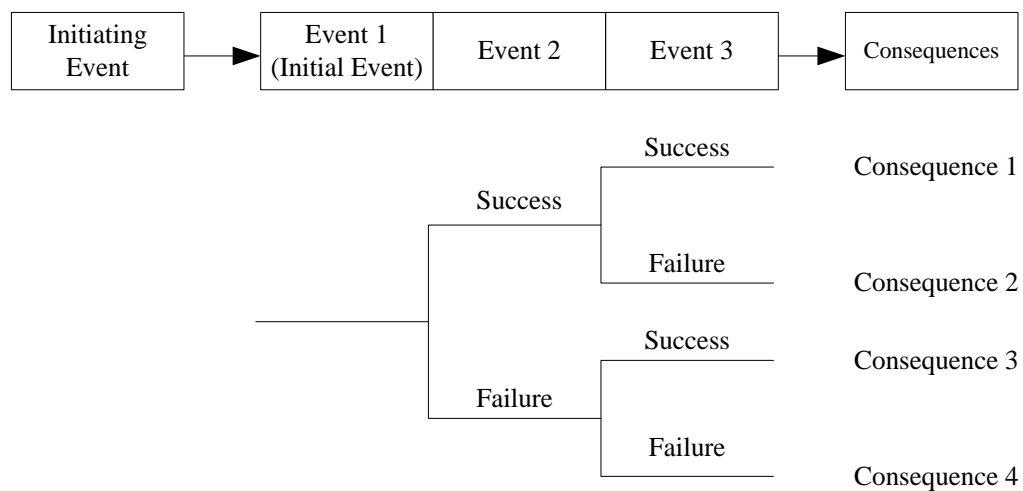 Initiating
Event
Event 1
(Initial Event)
Event 2
Event 3
Consequences
Success
Consequence 1
Success
Failure
Consequence 2
Success
Consequence 3
Failure
Failure
Consequence 4